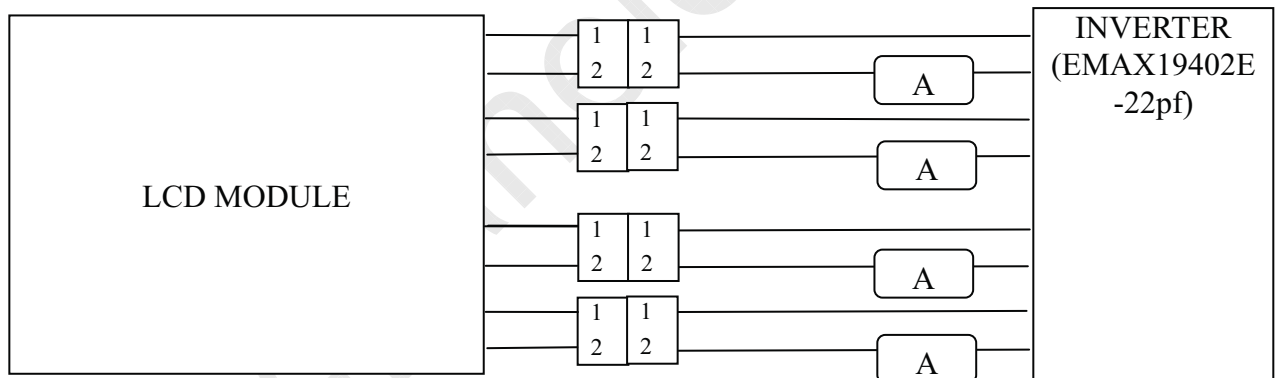 LCD MODULE
1 1
2 2
A
1 1
2 2
A
1 1
2 2
A
1 1
2 2
A
INVERTER
(EMAX19402E
-22pf)